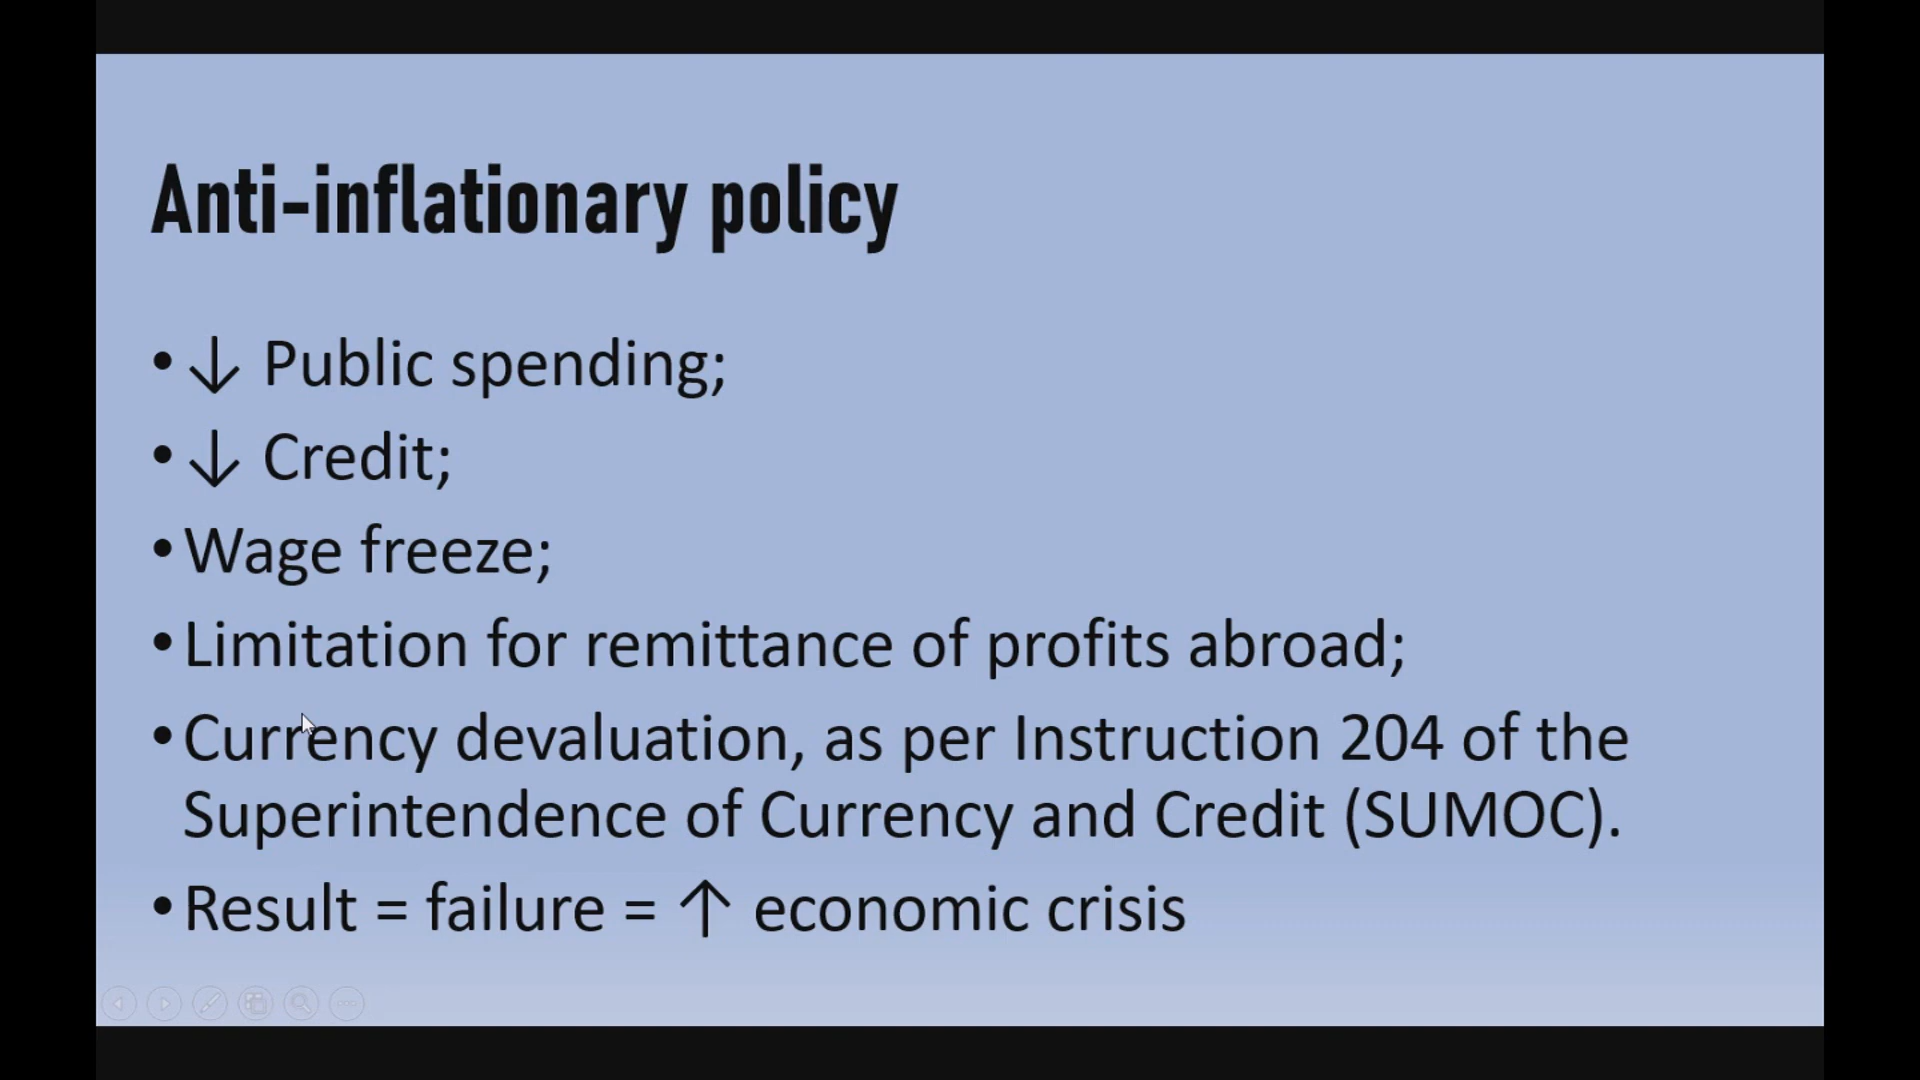 Anti-inflationary policy
• ↓ Public spending;
• ↓ Credit;
• Wage freeze;
• Limitation for remittance of profits abroad;
• Currency devaluation, as per Instruction 204 of the
Superintendence of Currency and Credit (SUMOC).
• Result = failure = ↑ economic crisis